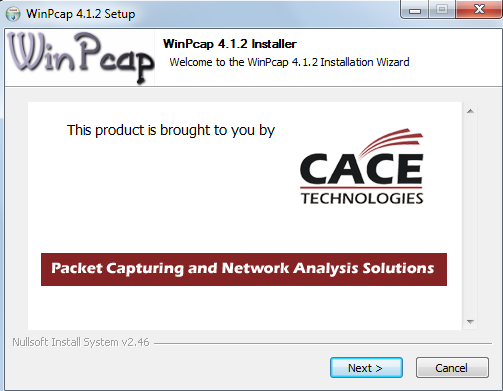 WinPcap 4.1.2 Setup
WinPcap
WinPcap 4.1.2 Installer
Welcome to the WinPcap 4.1.2 Installation Wizard
This product is brought to you by
CACE
TECHNOLOGIES
Packet Capturing and Network Analysis Solutions
Nullsoft Install System v2.46
Next >
Cancel